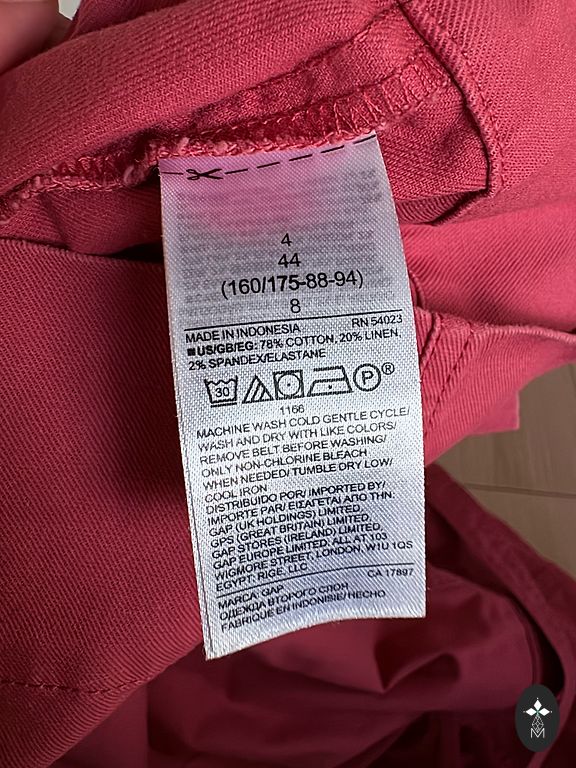 4
44
(160/175-88-94)
8
MADE IN INDONESIA RN 54023
■US/GB/EG: 78% COTTON, 20% LINEN,
2% SPANDEX/ELASTANE
30 P®
1166
MACHINE WASH COLD GENTLE CYCLE/
WASH AND DRY WITH LIKE COLORS/
REMOVE BELT BEFORE WASHING/
ONLY NON-CHLORINE BLEACH
WHEN NEEDED/ TUMBLE DRY LOW/
COOL IRON
DISTRIBUIDO POR/ IMPORTED BY/
IMPORTE PAR/ ΕΙΣΑΓΕΤΑΙ ΑΠΟ ΤΗΝ:
GAP (UK HOLDINGS) LIMITED,
GPS (GREAT BRITAIN) LIMITED,
GAP STORES (IRELAND) LIMITED,
GAP EUROPE LIMITED: ALL AT 103
WIGMORE STREET, LONDON, W1U 1QS
EGYPT: RIGE, LLC
MARCA: GAP CA 17897
ОДЕЖДА ВТОРОГО СЛОЯ
FABRIQUE EN INDONISIE/HECHO
M